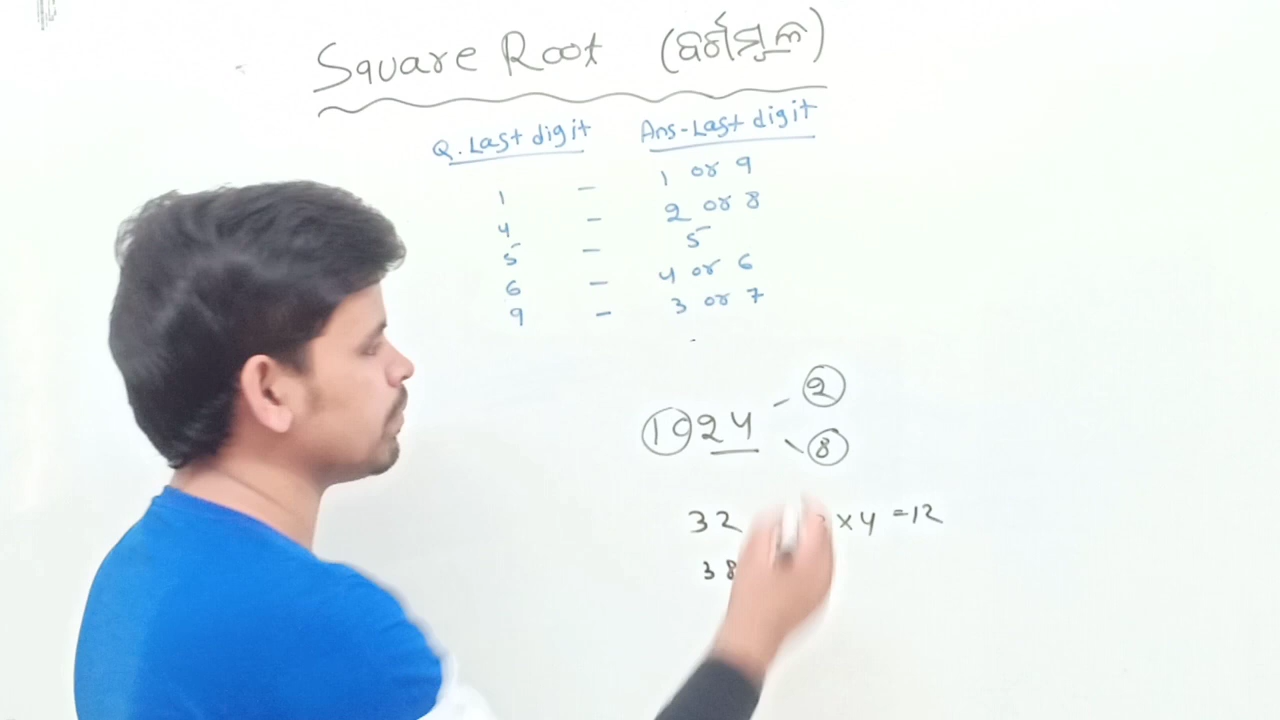 Square Root (ବର୍ଗମୂଳ)
Q. Last digit Ans-Last digit
1 - 1 or 9
4 - 2 or 8
5 - 5
6 - 4 or 6
9 - 3 or 7
1024 - 2
\ 8
32 × 4 = 12
38